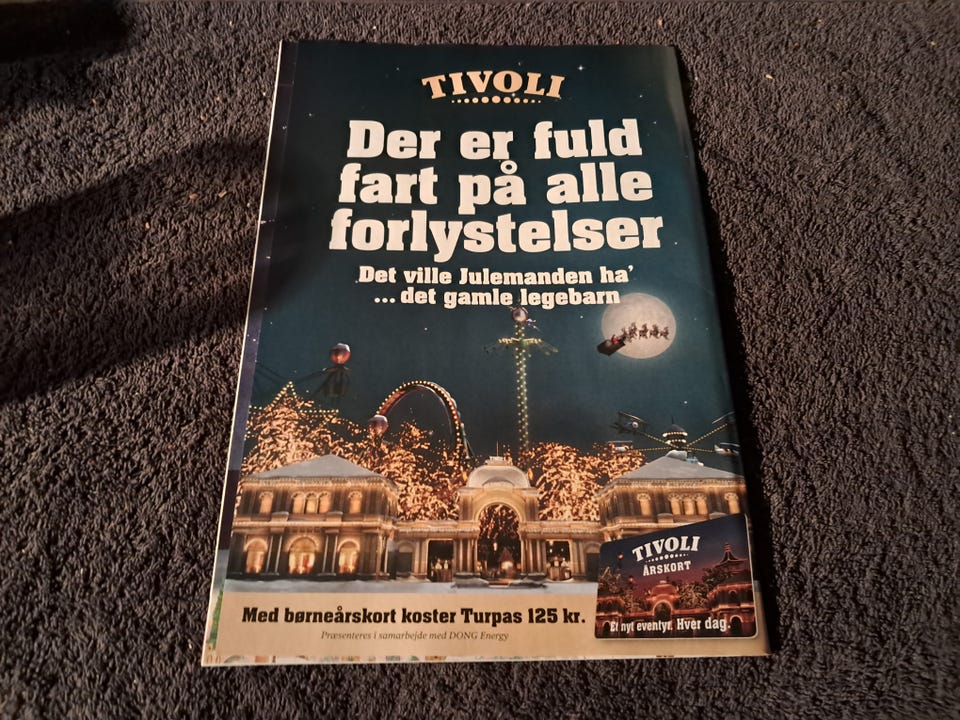 TIVOLI
Der er fuld
fart på alle
forlystelser
Det ville Julemanden ha'
... det gamle legebarn
TIVOLI
ÅRSKORT
Et nyt eventyr. Hver dag.
Med børneårskort koster Turpas 125 kr.
Præsenteres i samarbejde med DONG Energy